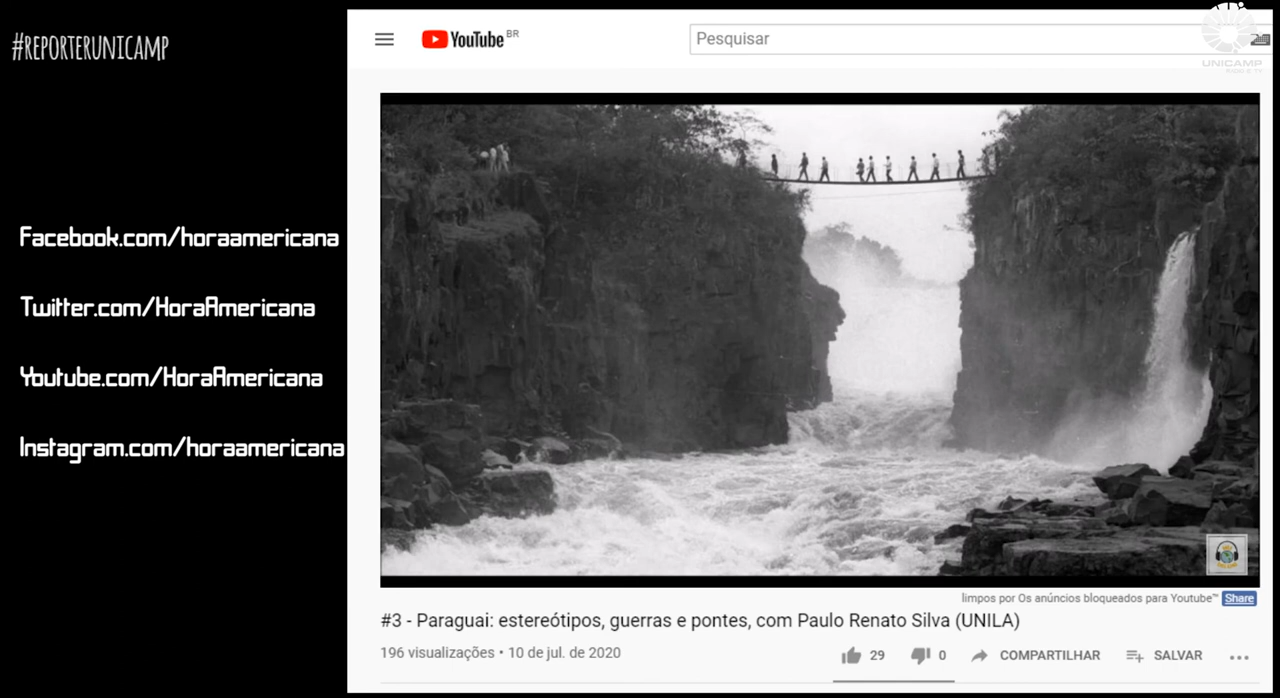 #REPORTERUNICAMP
Facebook.com/horaamericana
Twitter.com/HoraAmericana
Youtube.com/HoraAmericana
Instagram.com/horaamericana
YouTube BR
Pesquisar
UNICAMP
RÁDIO E TV
limpos por Os anúncios bloqueados para Youtube™ Share
#3 - Paraguai: estereótipos, guerras e pontes, com Paulo Renato Silva (UNILA)
196 visualizações • 10 de jul. de 2020
29 0 COMPARTILHAR SALVAR